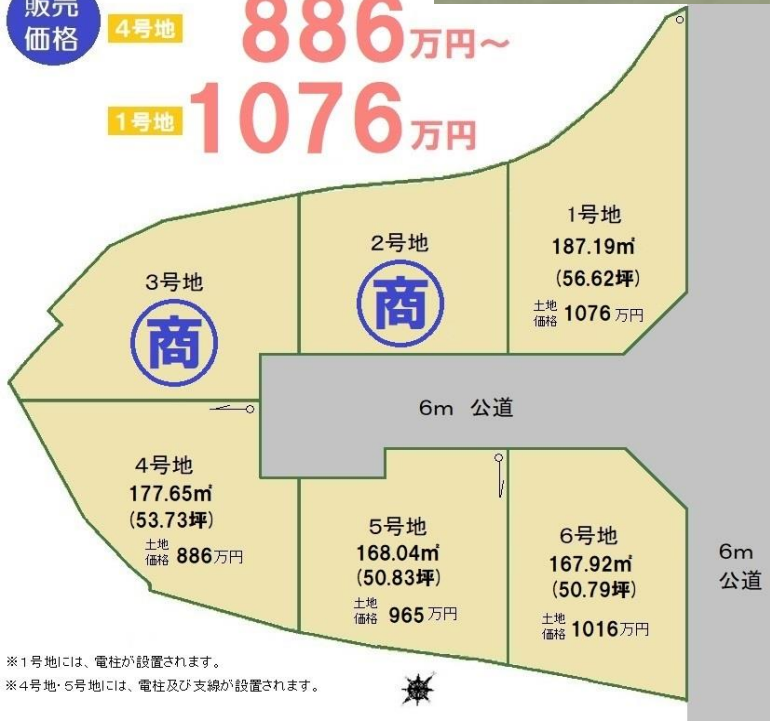 販売
価格
4号地 886万円～
1号地 1076万円
1号地
187.19㎡
(56.62坪)
土地
価格 1076万円
2号地
商
3号地
商
6m 公道
4号地
177.65㎡
(53.73坪)
土地
価格 886万円
5号地
168.04㎡
(50.83坪)
土地
価格 965万円
6号地
167.92㎡
(50.79坪)
土地
価格 1016万円
6m
公道
※1号地には、電柱が設置されます。
※4号地・5号地には、電柱及び支線が設置されます。